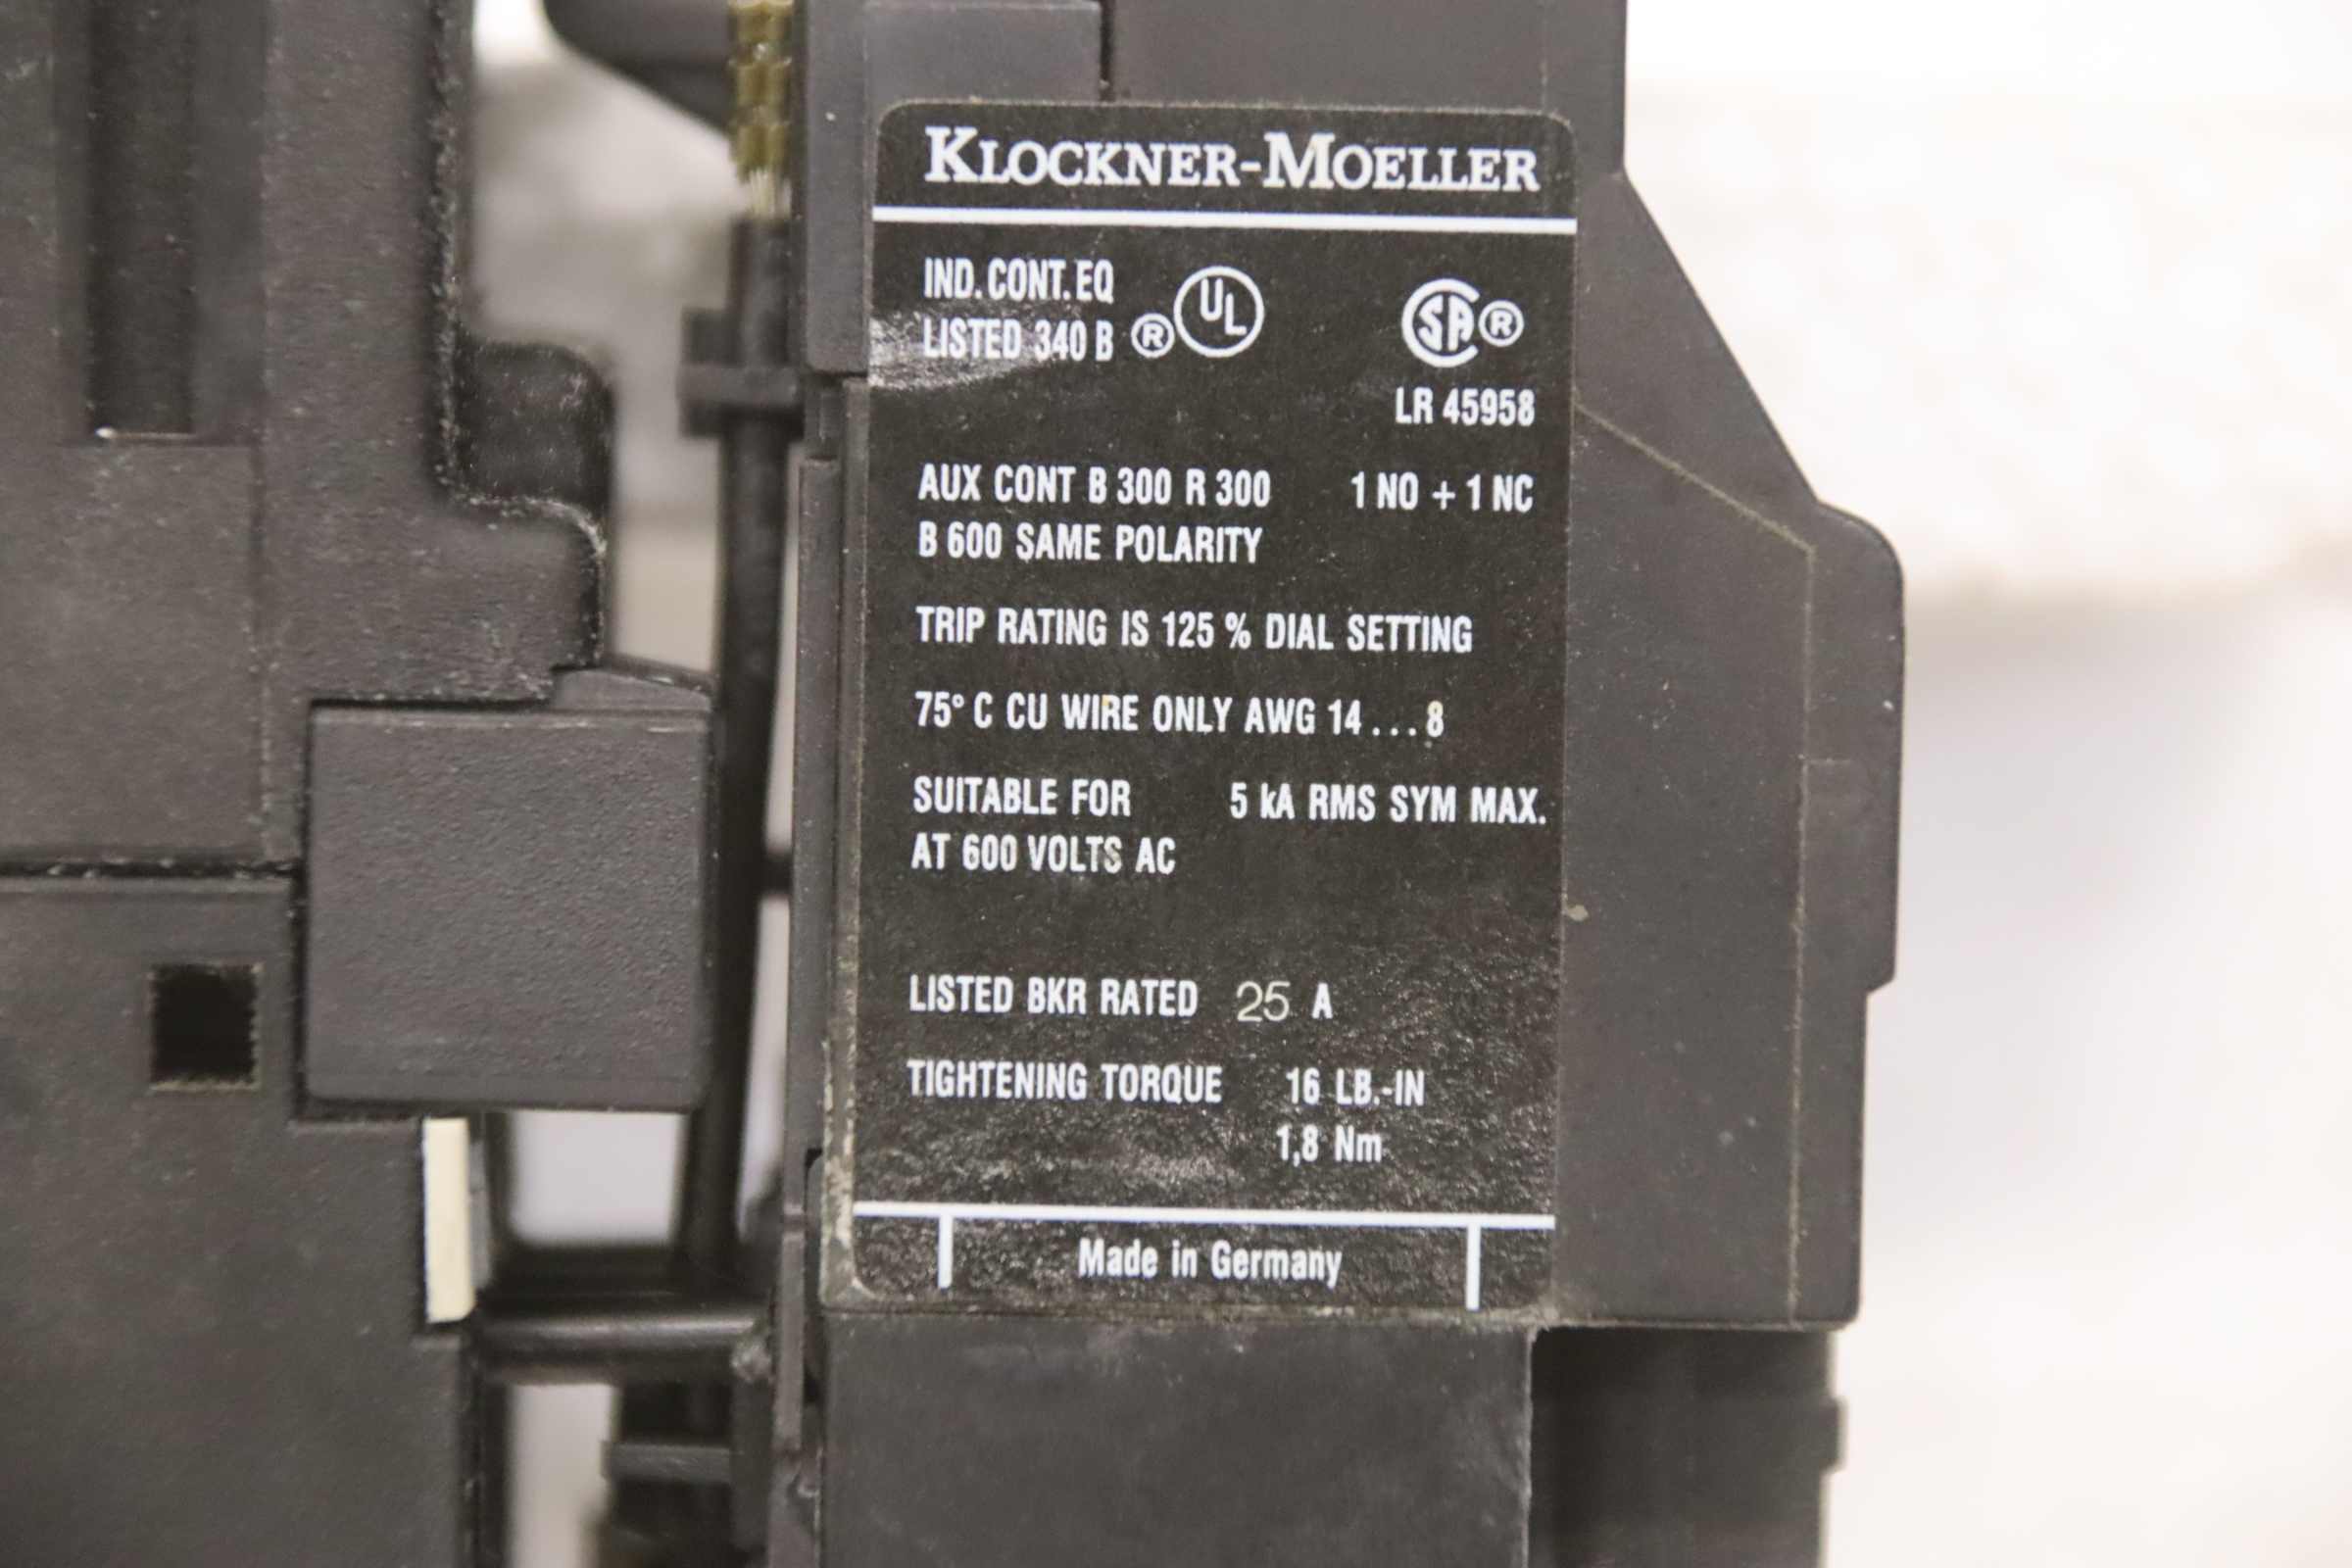 KLOCKNER-MOELLER
IND. CONT. EQ
LISTED 340 B ® UL SA ®
LR 45958
AUX CONT B 300 R 300 1 NO + 1 NC
B 600 SAME POLARITY
TRIP RATING IS 125 % DIAL SETTING
75° C CU WIRE ONLY AWG 14 . . . 8
SUITABLE FOR 5 kA RMS SYM MAX.
AT 600 VOLTS AC
LISTED BKR RATED 25 A
TIGHTENING TORQUE 16 LB.-IN
1,8 Nm
Made in Germany